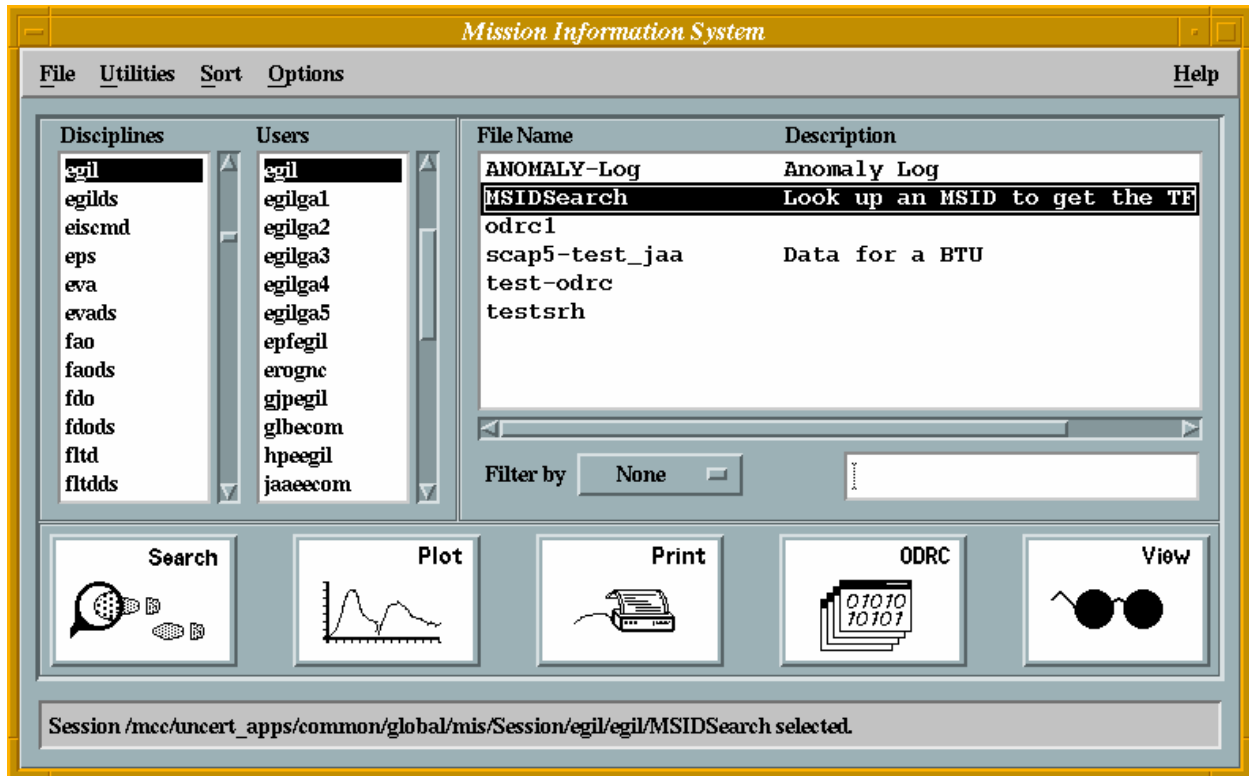 Mission Information System
File Utilities Sort Options Help
Disciplines Users
egil
egilds
eiscmd
eps
eva
evads
fao
faods
fdo
fdods
fltd
fltdds
egil
egilga1
egilga2
egilga3
egilga4
egilga5
epfegil
erognc
gjpegil
glbecom
hpeegil
jaaeecom
File Name Description
ANOMALY-Log Anomaly Log
MSIDSearch Look up an MSID to get the TF
odrc1
scap5-test_jaa Data for a BTU
test-odrc
testsrh
Filter by None
Search Plot Print ODRC View
01010
10101
Session /mcc/uncert_apps/common/global/mis/Session/egil/egil/MSIDSearch selected.